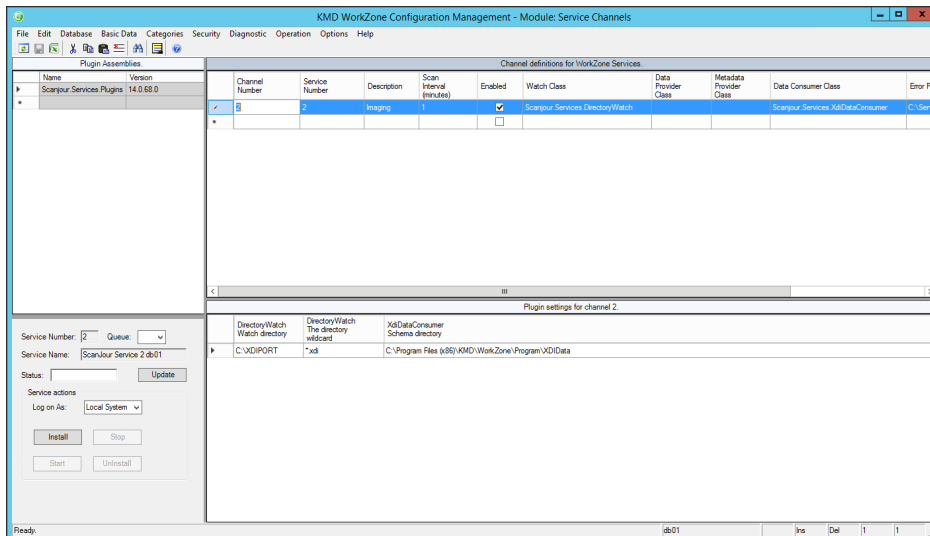 KMD WorkZone Configuration Management - Module: Service Channels
File Edit Database Basic Data Categories Security Diagnostic Operation Options Help
Plugin Assemblies.
Name Version
Scanjour.Services.Plugins 14.0.68.0
Channel definitions for WorkZone Services.
Channel Number Service Number Description Scan Interval (minutes) Enabled Watch Class Data Provider Class Metadata Provider Class Data Consumer Class Error P
2 2 Imaging 1 Scanjour.Services.DirectoryWatch Scanjour.Services.XdiDataConsumer C:\Ser
Plugin settings for channel 2.
DirectoryWatch Watch directory DirectoryWatch The directory wildcard XdiDataConsumer Schema directory
C:\XDIPORT *.xdi C:\Program Files (x86)\KMD\WorkZone\Program\XDIData
Service Number: 2 Queue:
Service Name: ScanJour Service 2 db01
Status: Update
Service actions
Log on As: Local System
Install Stop
Start UnInstall
Ready. db01 Ins Del 1 1